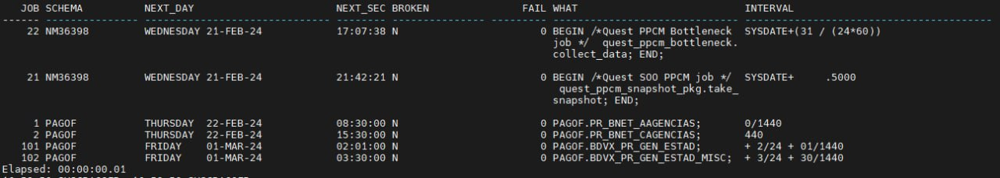 JOB SCHEMA NEXT_DAY NEXT_SEC BROKEN FAIL WHAT INTERVAL
------ --------------- ------------------------------ -------- --------------- ---------- ------------------------------ ----------------------------------------
22 NM36398 WEDNESDAY 21-FEB-24 17:07:38 N 0 BEGIN /*Quest PPCM Bottleneck SYSDATE+(31 / (24*60))
job */ quest_ppcm_bottleneck.
collect_data; END;
21 NM36398 WEDNESDAY 21-FEB-24 21:42:21 N 0 BEGIN /*Quest SOO PPCM job */ SYSDATE+ .5000
quest_ppcm_snapshot_pkg.take_
snapshot; END;
1 PAGOF THURSDAY 22-FEB-24 08:30:00 N 0 PAGOF.PR_BNET_AAGENCIAS; 0/1440
2 PAGOF THURSDAY 22-FEB-24 15:30:00 N 0 PAGOF.PR_BNET_CAGENCIAS; 440
101 PAGOF FRIDAY 01-MAR-24 02:01:00 N 0 PAGOF.BDVX_PR_GEN_ESTAD; + 2/24 + 01/1440
102 PAGOF FRIDAY 01-MAR-24 03:30:00 N 0 PAGOF.BDVX_PR_GEN_ESTAD_MISC; + 3/24 + 30/1440
Elapsed: 00:00:00.01